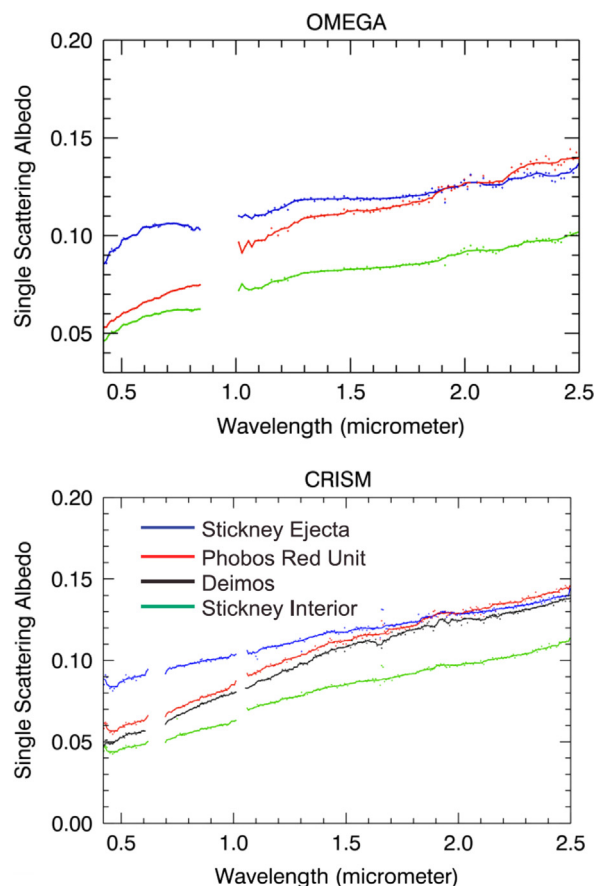 OMEGA
0.20
0.15
0.10
0.05
Single Scattering Albedo
0.5 1.0 1.5 2.0 2.5
Wavelength (micrometer)
CRISM
0.20
0.15
0.10
0.05
0.00
Single Scattering Albedo
Stickney Ejecta
Phobos Red Unit
Deimos
Stickney Interior
0.5 1.0 1.5 2.0 2.5
Wavelength (micrometer)